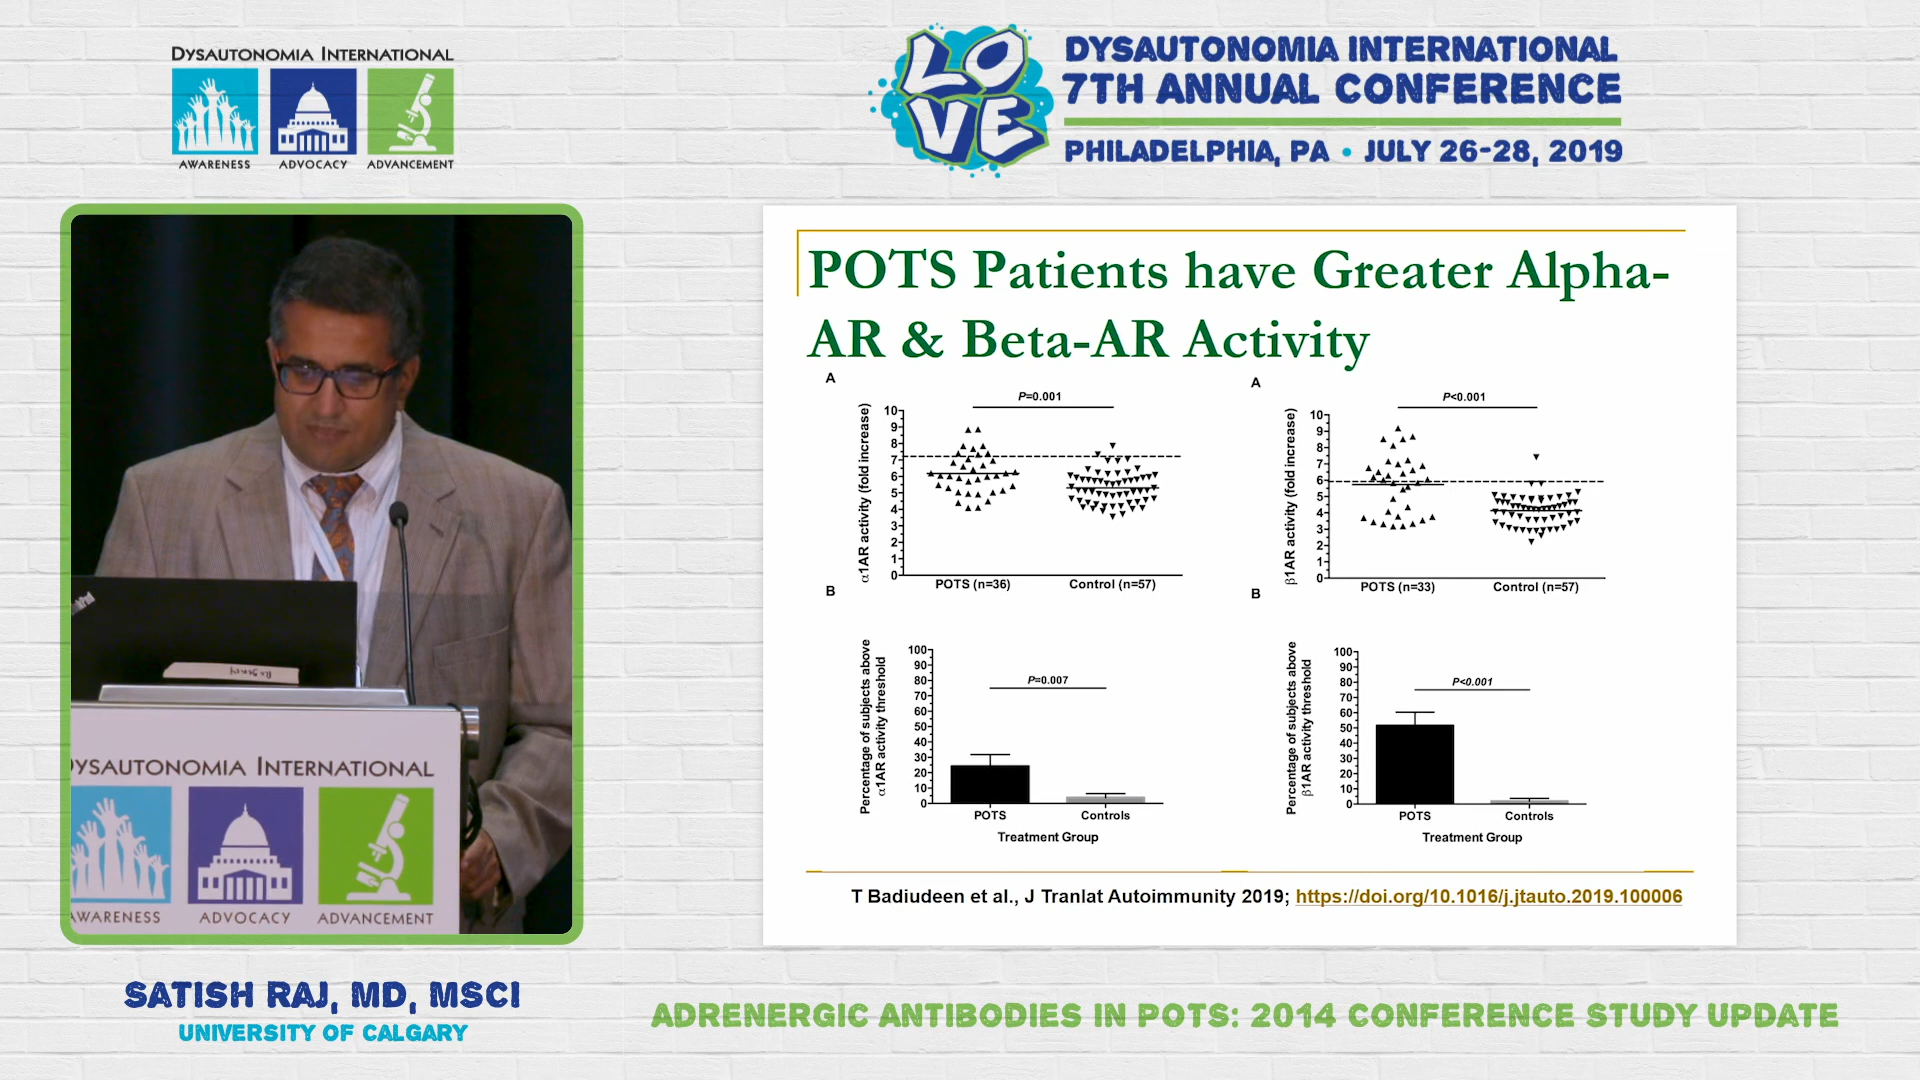 DYSAUTONOMIA INTERNATIONAL
AWARENESS ADVOCACY ADVANCEMENT
LOVE
DYSAUTONOMIA INTERNATIONAL
7TH ANNUAL CONFERENCE
PHILADELPHIA, PA • JULY 26-28, 2019
YSAUTONOMIA INTERNATIONAL
AWARENESS ADVOCACY ADVANCEMENT
SATISH RAJ, MD, MSCI
UNIVERSITY OF CALGARY
POTS Patients have Greater Alpha-
AR & Beta-AR Activity
A
P=0.001
α1AR activity (fold increase)
10
9
8
7
6
5
4
3
2
1
0
POTS (n=36) Control (n=57)
A
P<0.001
β1AR activity (fold increase)
10
9
8
7
6
5
4
3
2
1
0
POTS (n=33) Control (n=57)
B
P=0.007
Percentage of subjects above
α1AR activity threshold
100
90
80
70
60
50
40
30
20
10
0
POTS Controls
Treatment Group
B
P<0.001
Percentage of subjects above
β1AR activity threshold
100
90
80
70
60
50
40
30
20
10
0
POTS Controls
Treatment Group
T Badiudeen et al., J Tranlat Autoimmunity 2019; https://doi.org/10.1016/j.jtauto.2019.100006
ADRENERGIC ANTIBODIES IN POTS: 2014 CONFERENCE STUDY UPDATE